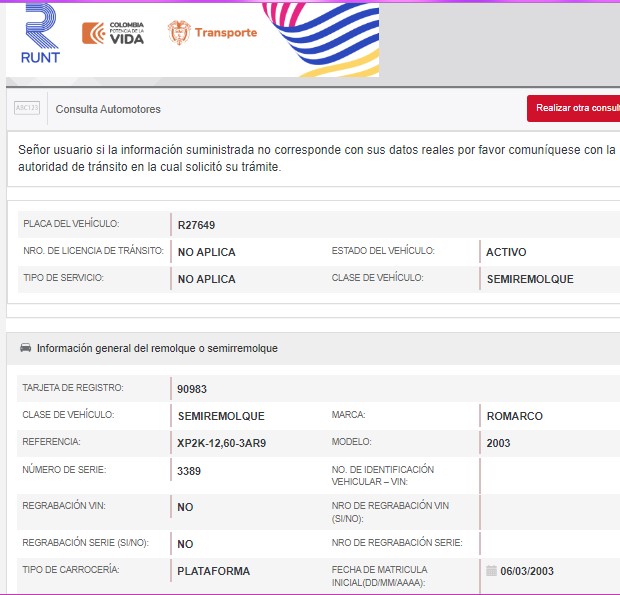 RUNT
COLOMBIA
POTENCIA DE LA
VIDA
Transporte
ABC123
Consulta Automotores
Realizar otra consult
Señor usuario si la información suministrada no corresponde con sus datos reales por favor comuníquese con la
autoridad de tránsito en la cual solicitó su trámite.
PLACA DEL VEHÍCULO: R27649
NRO. DE LICENCIA DE TRÁNSITO: NO APLICA ESTADO DEL VEHÍCULO: ACTIVO
TIPO DE SERVICIO: NO APLICA CLASE DE VEHÍCULO: SEMIREMOLQUE
Información general del remolque o semirremolque
TARJETA DE REGISTRO: 90983
CLASE DE VEHÍCULO: SEMIREMOLQUE MARCA: ROMARCO
REFERENCIA: XP2K-12,60-3AR9 MODELO: 2003
NÚMERO DE SERIE: 3389 NO. DE IDENTIFICACIÓN
VEHICULAR – VIN:
REGRABACIÓN VIN: NO NRO DE REGRABACIÓN VIN
(SI/NO):
REGRABACIÓN SERIE (SI/NO): NO NRO DE REGRABACIÓN SERIE:
TIPO DE CARROCERÍA: PLATAFORMA FECHA DE MATRICULA
INICIAL(DD/MM/AAAA): 06/03/2003